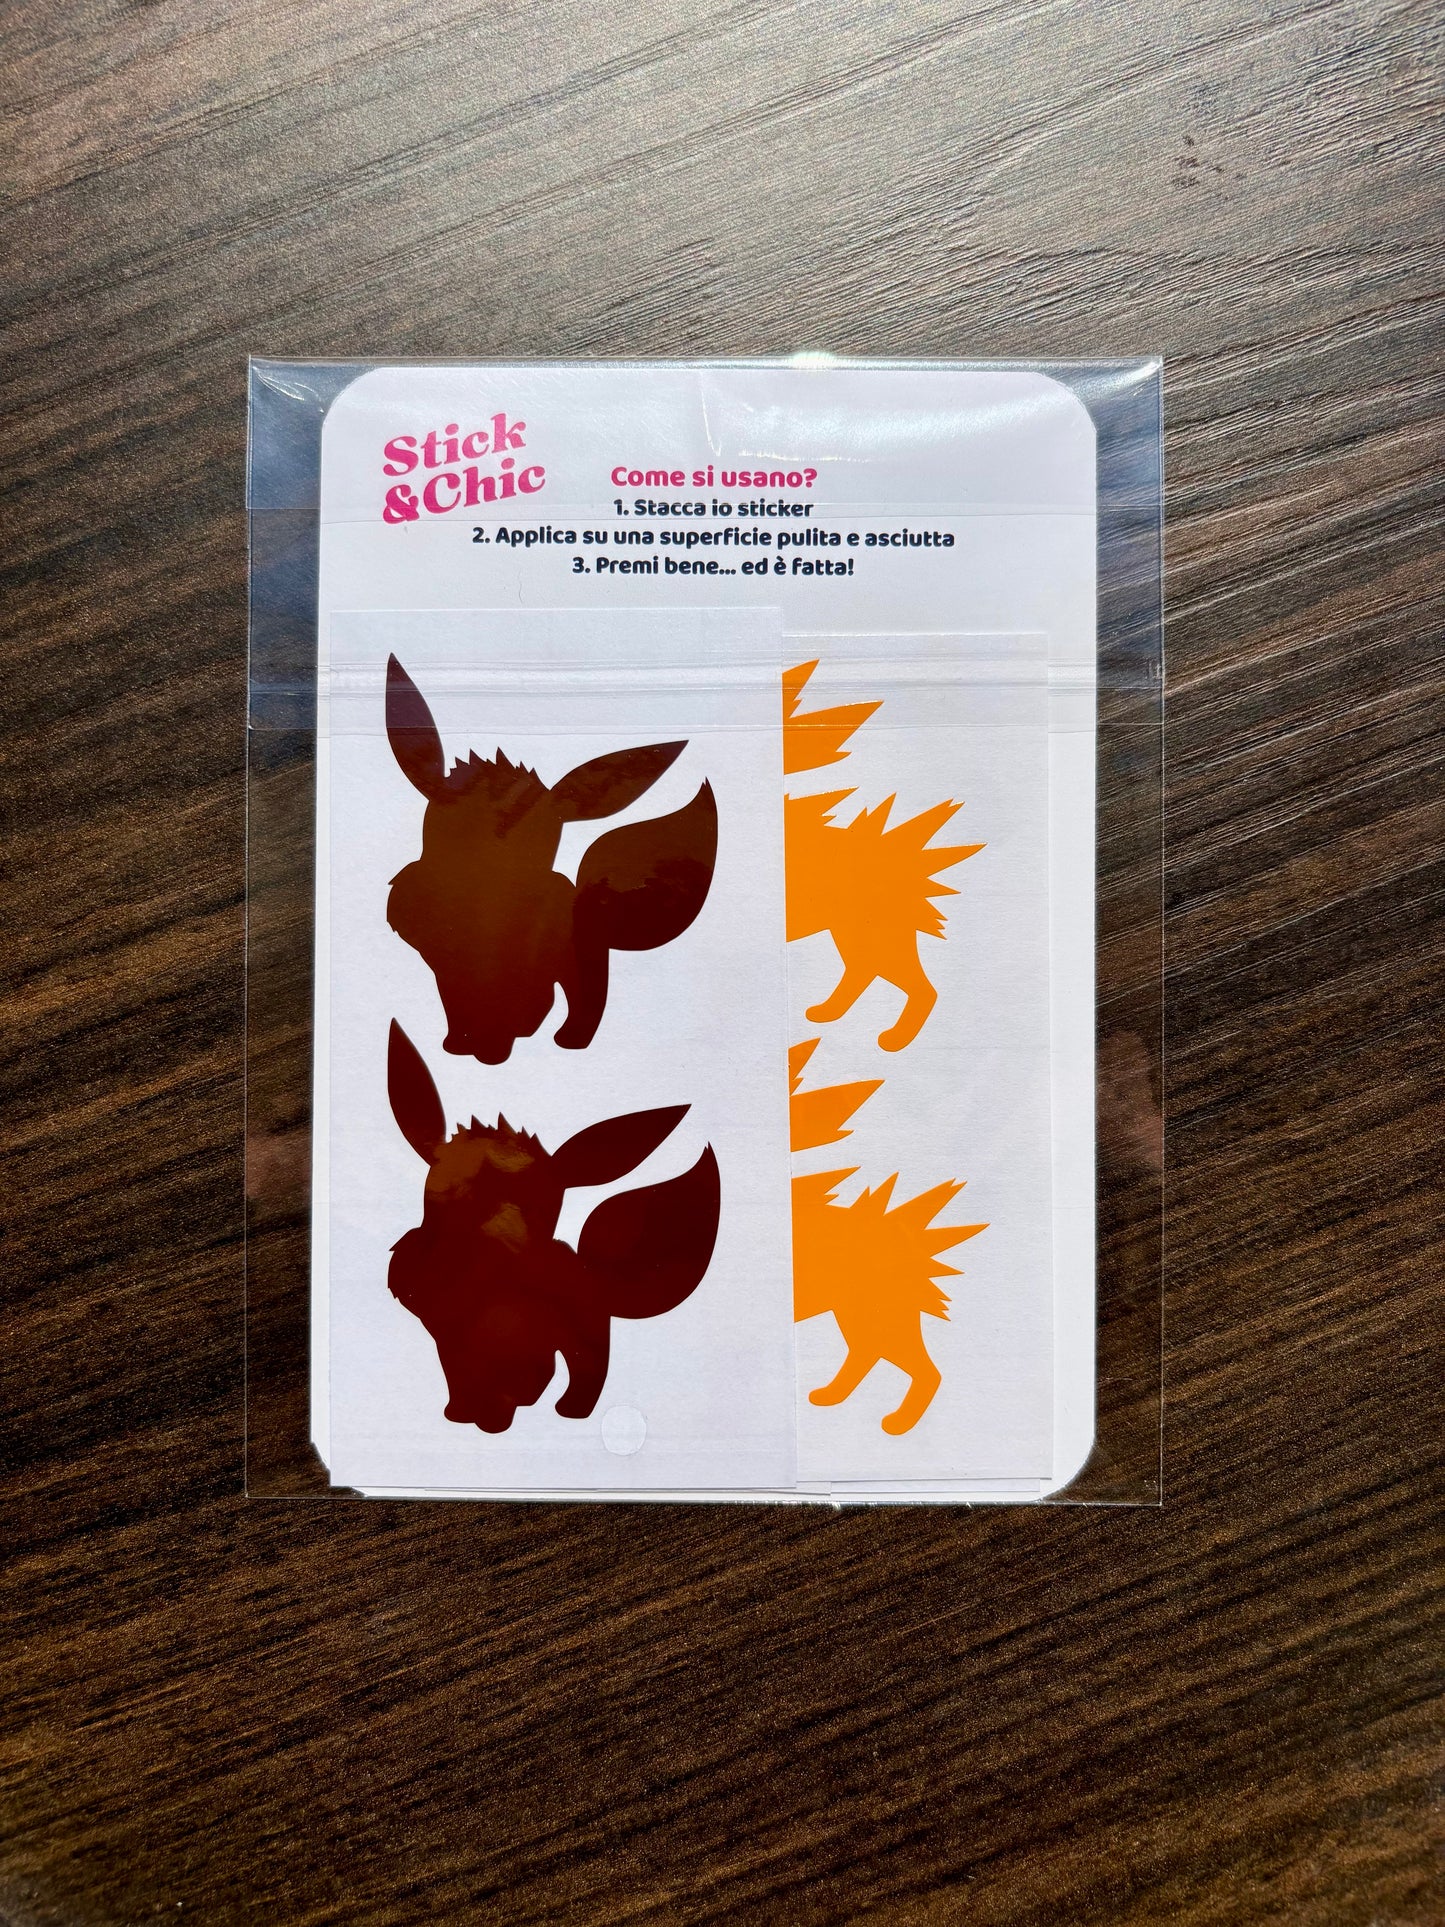 Stick
&Chic
Come si usano?
1. Stacca io sticker
2. Applica su una superficie pulita e asciutta
3. Premi bene... ed è fatta!